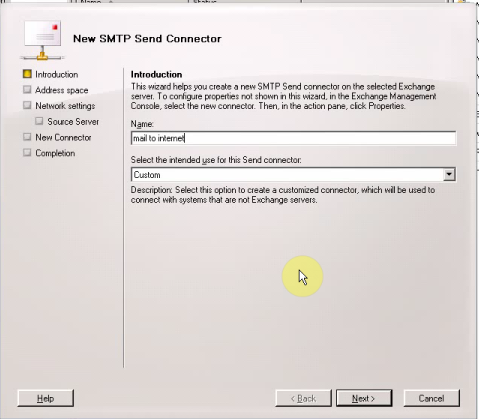 Name
Status
New SMTP Send Connector
Introduction
Address space
Network settings
Source Server
New Connector
Completion
Introduction
This wizard helps you create a new SMTP Send connector on the selected Exchange
server. To configure properties not shown in this wizard, in the Exchange Management
Console, select the new connector. Then, in the action pane, click Properties.
Name:
mail to internet
Select the intended use for this Send connector:
Custom
Description: Select this option to create a customized connector, which will be used to
connect with systems that are not Exchange servers.
Help
< Back
Next >
Cancel